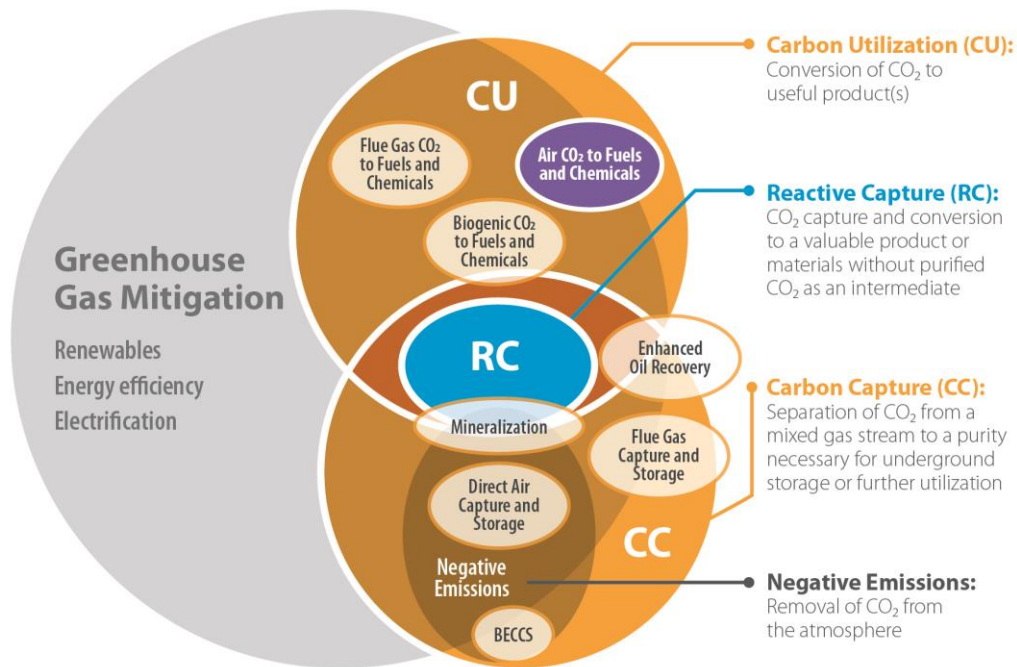 Greenhouse
Gas Mitigation
Renewables
Energy efficiency
Electrification
CU
Flue Gas CO₂
to Fuels and
Chemicals
Air CO₂ to Fuels
and Chemicals
Biogenic CO₂
to Fuels and
Chemicals
RC
Enhanced
Oil Recovery
Mineralization
Flue Gas
Capture and
Storage
Direct Air
Capture and
Storage
CC
Negative
Emissions
BECCS
Carbon Utilization (CU):
Conversion of CO₂ to
useful product(s)
Reactive Capture (RC):
CO₂ capture and conversion
to a valuable product or
materials without purified
CO₂ as an intermediate
Carbon Capture (CC):
Separation of CO₂ from a
mixed gas stream to a purity
necessary for underground
storage or further utilization
Negative Emissions:
Removal of CO₂ from
the atmosphere